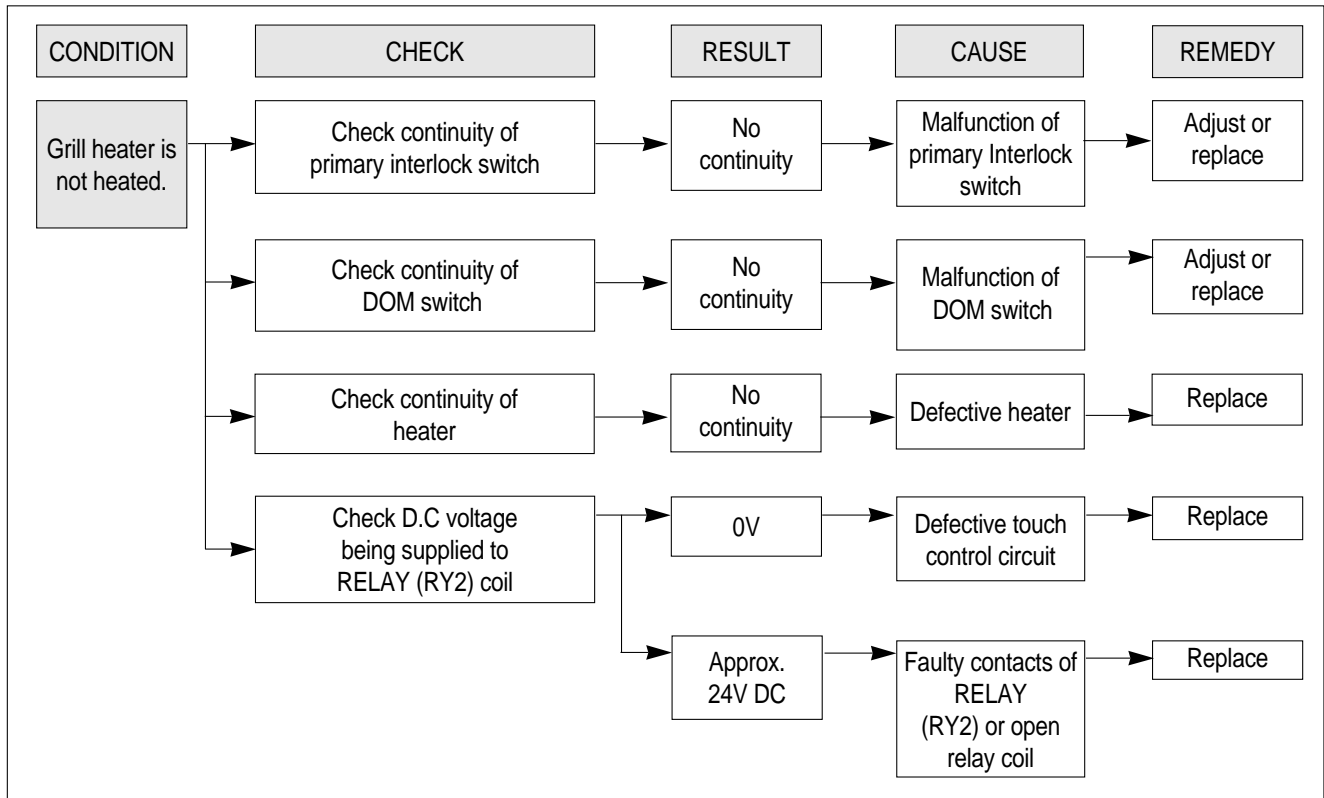 CONDITION
CHECK
RESULT
CAUSE
REMEDY
Grill heater is
not heated.
Check continuity of
primary interlock switch
No
continuity
Malfunction of
primary Interlock
switch
Adjust or
replace
Check continuity of
DOM switch
No
continuity
Malfunction of
DOM switch
Adjust or
replace
Check continuity of
heater
No
continuity
Defective heater
Replace
Check D.C voltage
being supplied to
RELAY (RY2) coil
0V
Defective touch
control circuit
Replace
Approx.
24V DC
Faulty contacts of
RELAY
(RY2) or open
relay coil
Replace